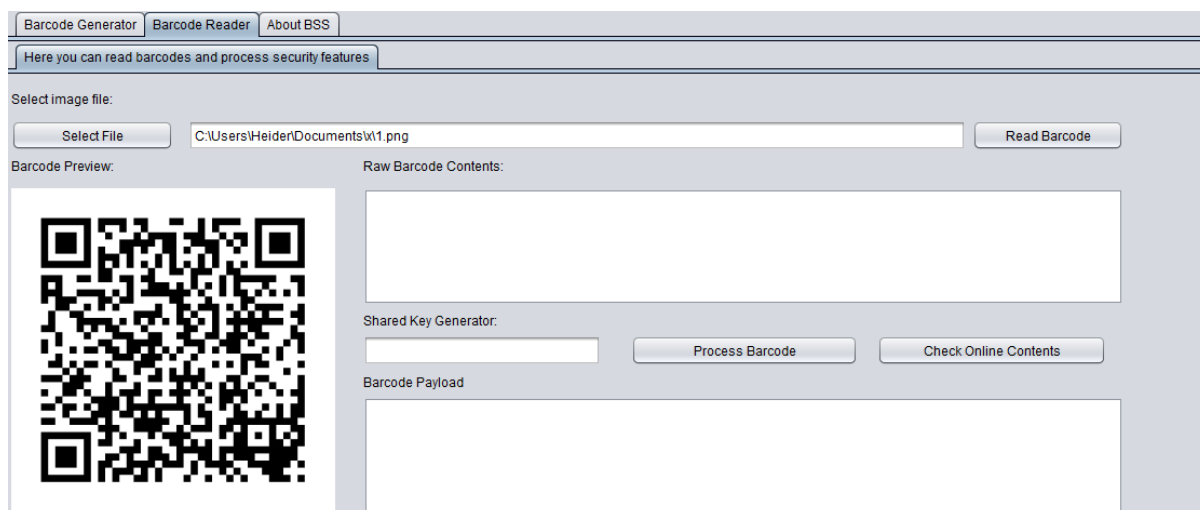 Barcode Generator Barcode Reader About BSS
Here you can read barcodes and process security features
Select image file:
Select File C:\Users\Heider\Documents\x\1.png Read Barcode
Barcode Preview: Raw Barcode Contents:
Shared Key Generator:
Process Barcode Check Online Contents
Barcode Payload